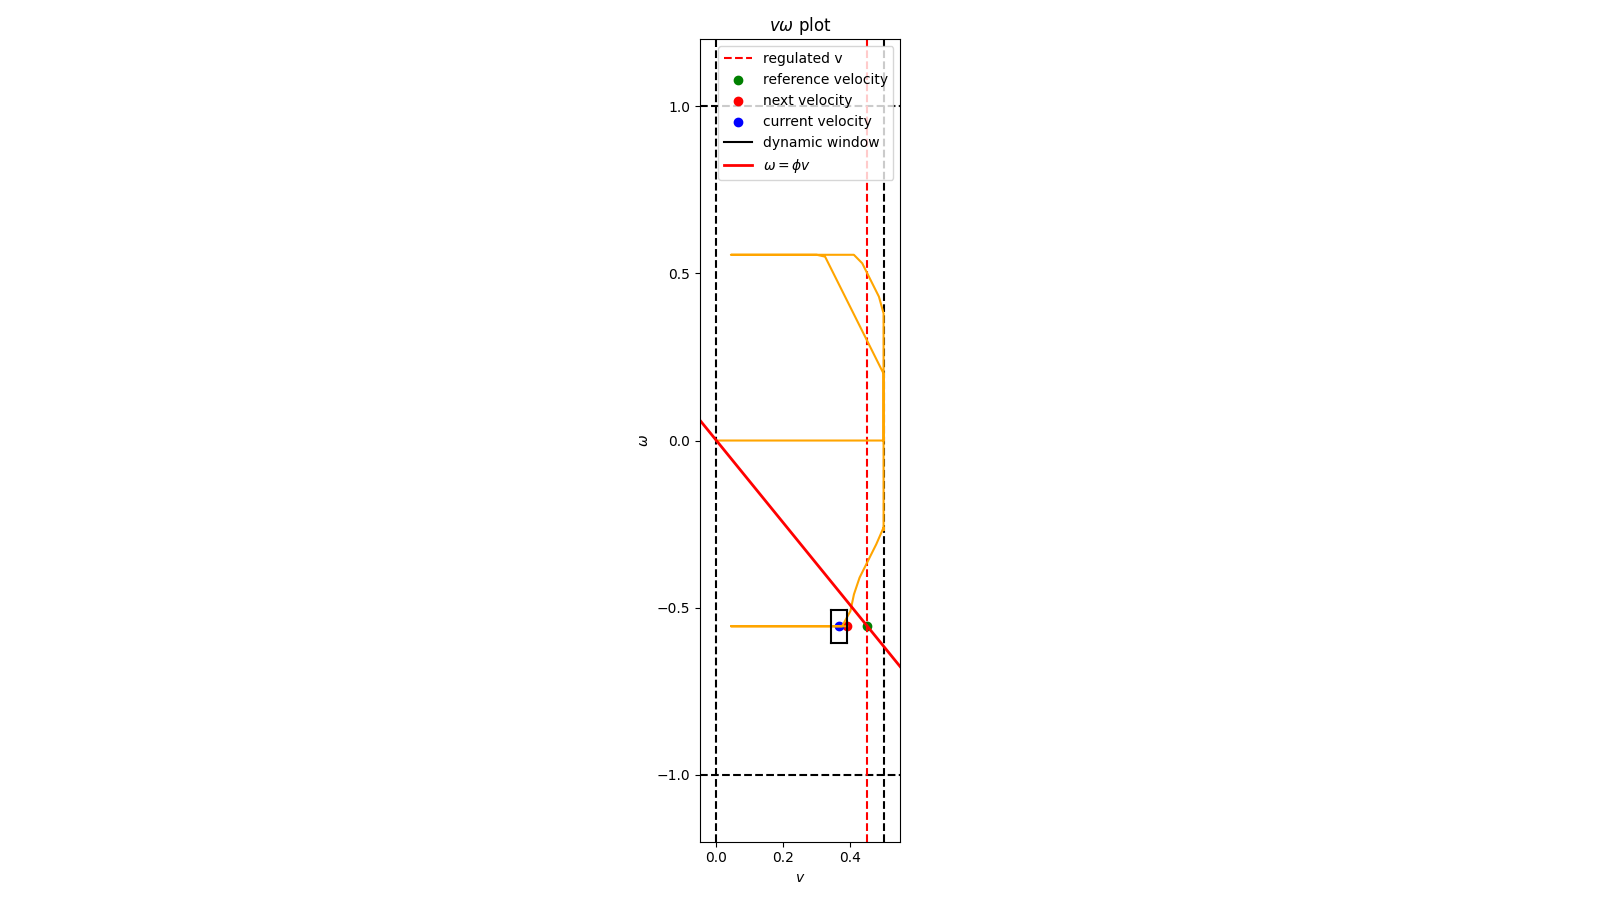 vω plot
regulated v
reference velocity
next velocity
current velocity
dynamic window
ω = ϕv
1.0
0.5
0.0
−0.5
−1.0
ω
0.0 0.2 0.4
v